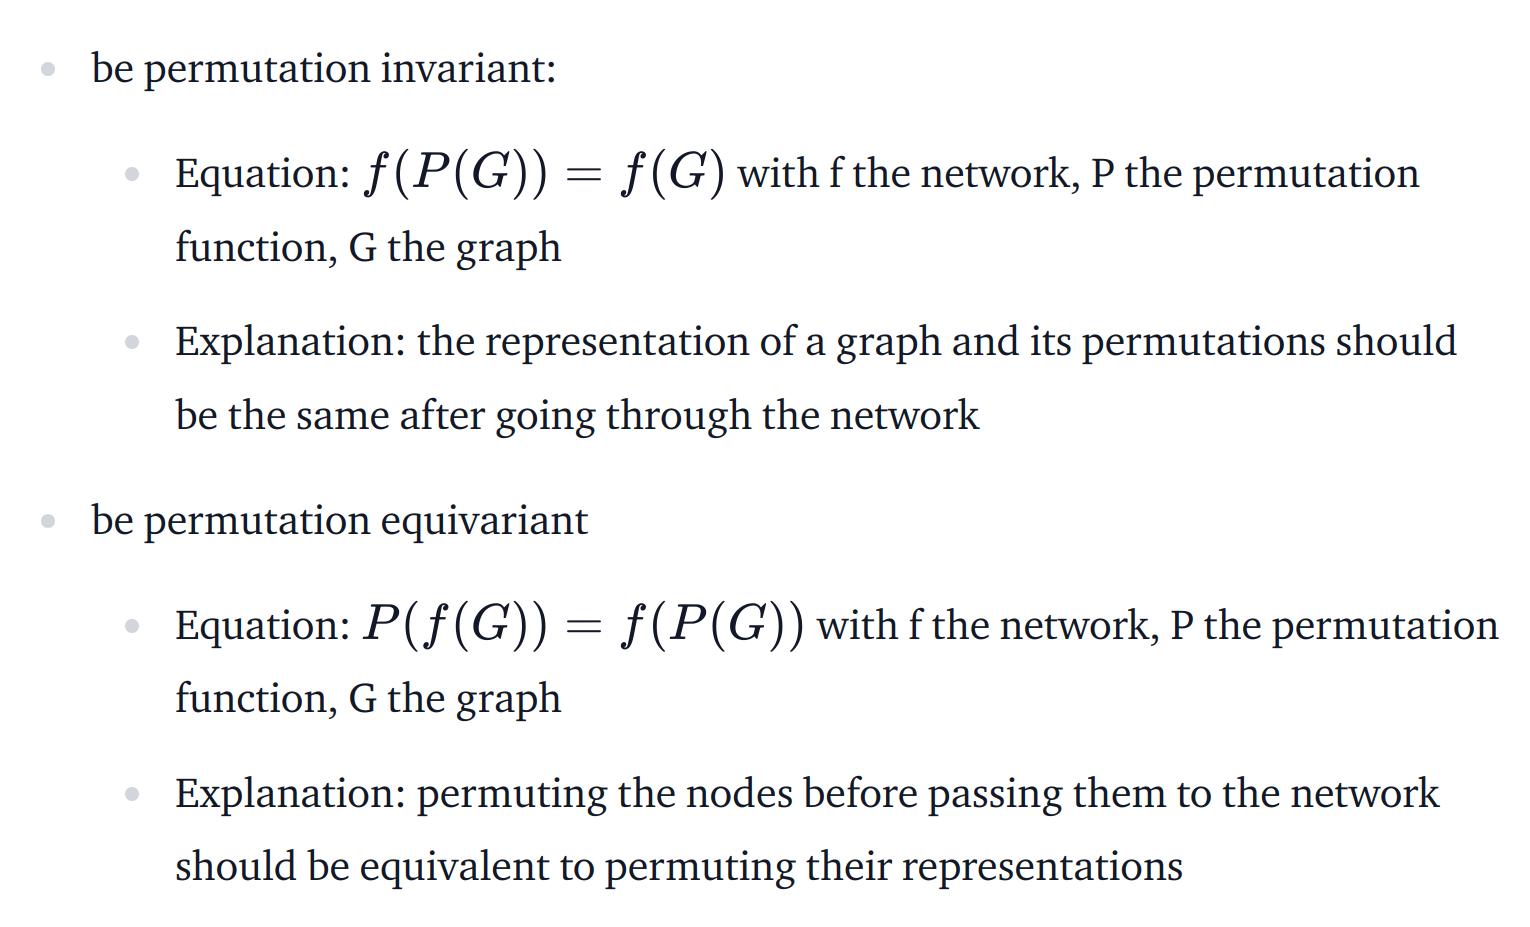 be permutation invariant:
Equation: f(P(G)) = f(G) with f the network, P the permutation
function, G the graph
Explanation: the representation of a graph and its permutations should
be the same after going through the network
be permutation equivariant
Equation: P(f(G)) = f(P(G)) with f the network, P the permutation
function, G the graph
Explanation: permuting the nodes before passing them to the network
should be equivalent to permuting their representations